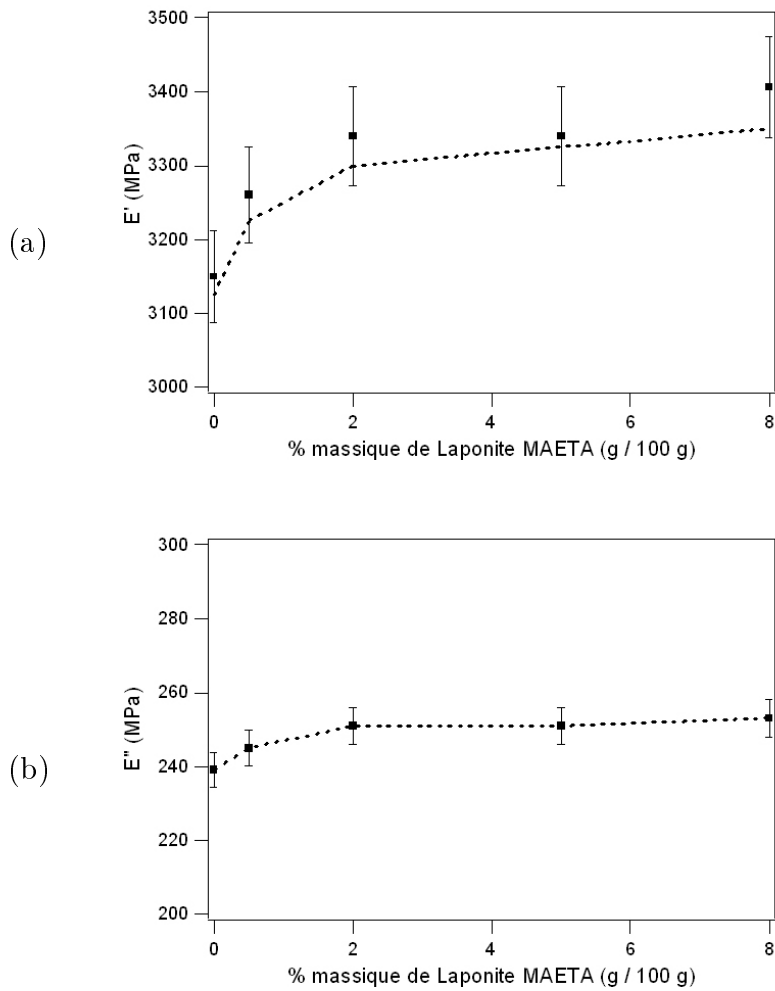 3500
3400
3300
3200
3100
3000
E' (MPa)
(a)
0 2 4 6 8
% massique de Laponite MAETA (g / 100 g)
300
280
260
240
220
200
E" (MPa)
(b)
0 2 4 6 8
% massique de Laponite MAETA (g / 100 g)